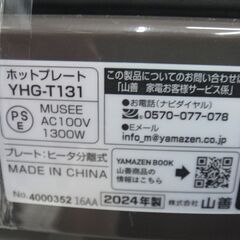 ホットプレート
YHG-T131
PS
E
MUSEE
AC100V
1300W
プレート:ヒータ分離式
MADE IN CHINA
No.4000352 16AA
この製品についてのお問い合わせは
山善 家電お客様サービス係
●お電話(ナビダイヤル)
0570-077-078
●Eメール
info_m@yamazen.co.jp
YAMAZEN BOOK
山善商品の
情報はこちら
2024年製
株式会社 山善